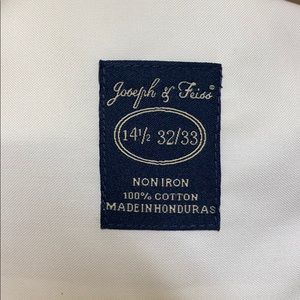 Joseph & Feiss®
14½ 32/33
NON IRON
100% COTTON
MADE IN HONDURAS